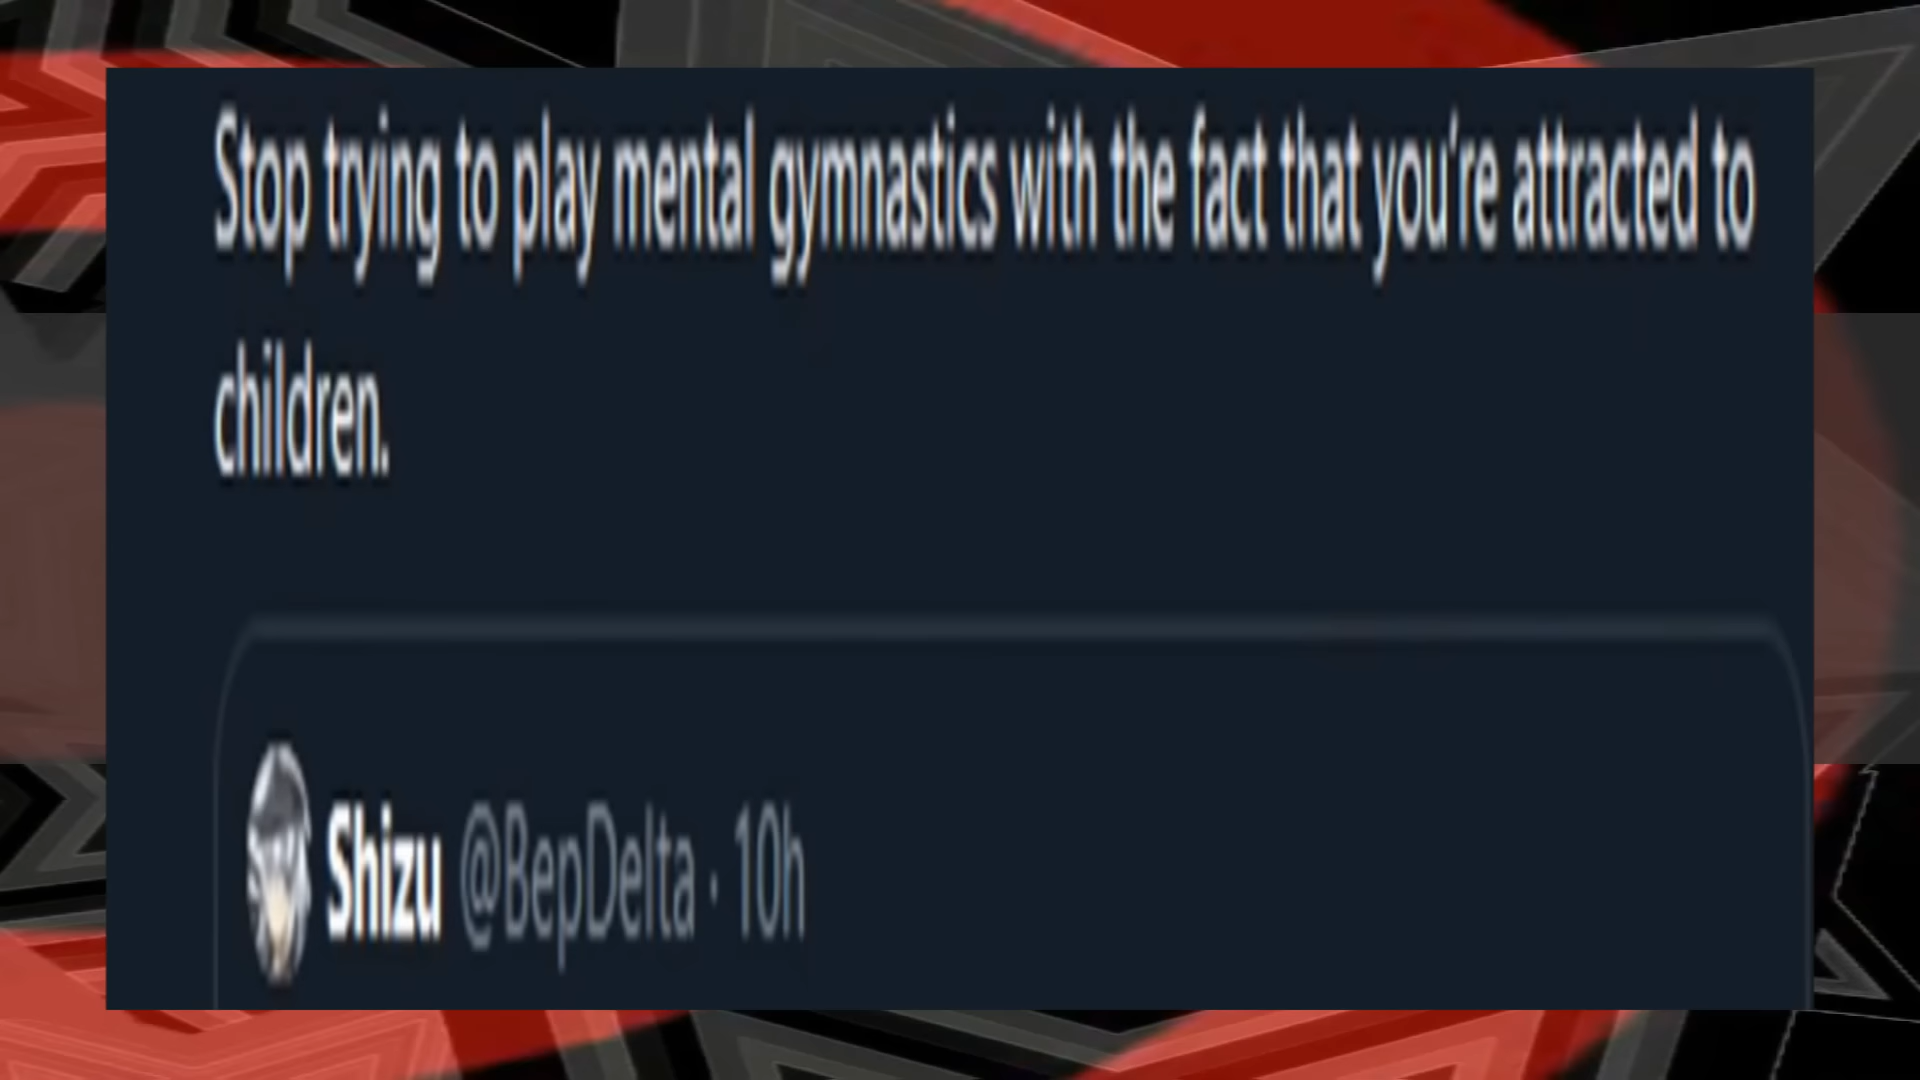 Stop trying to play mental gymnastics with the fact that you're attracted to
children.
Shizu @BepDelta · 10h